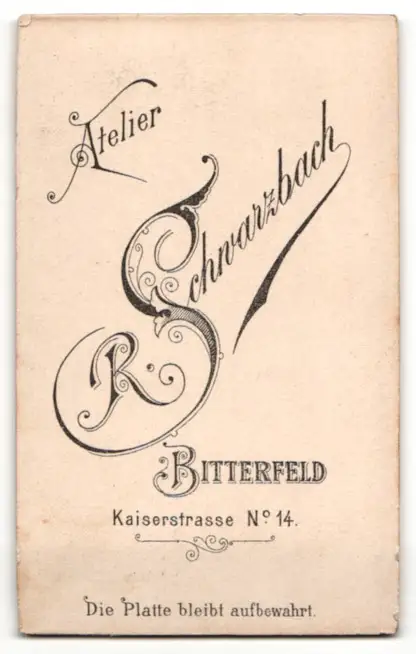 Atelier
R. Schwarzbach
BITTERFELD
Kaiserstrasse Nº 14.
Die Platte bleibt aufbewahrt.